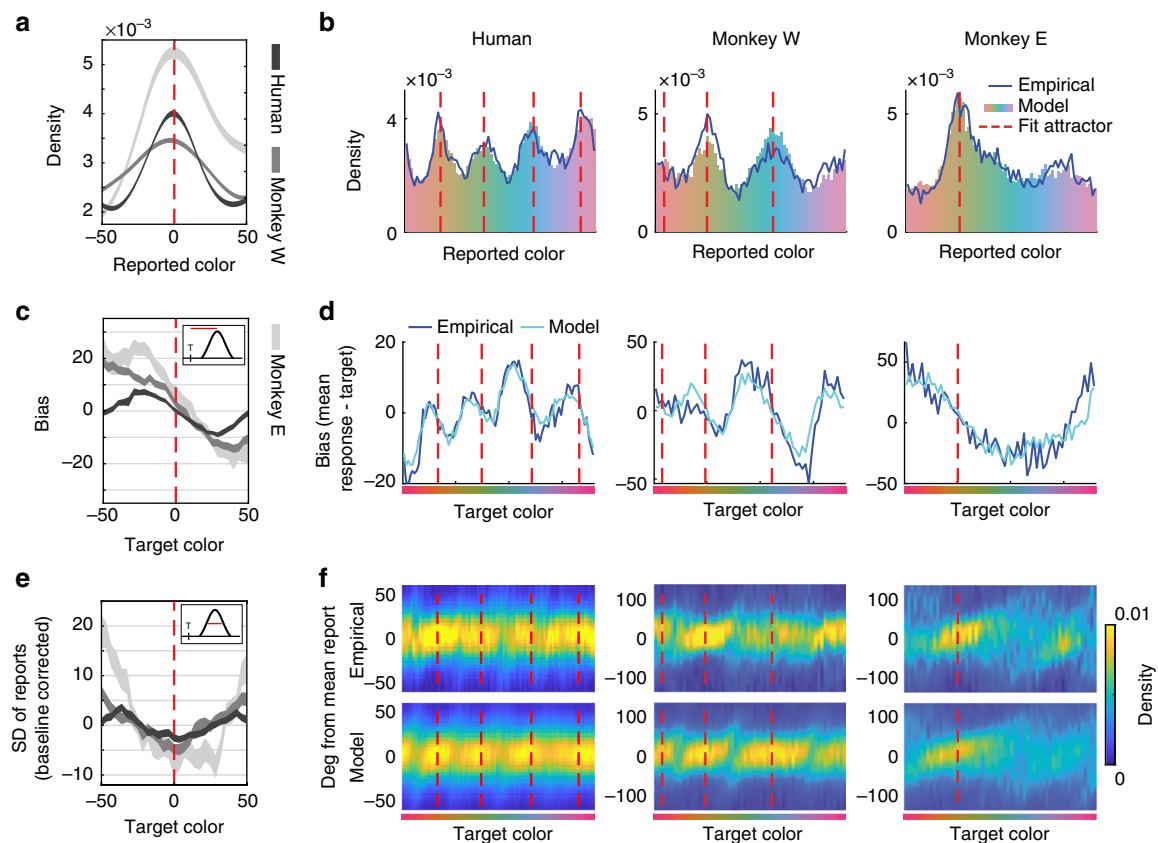 a
×10⁻³
5
4
3
2
Density
−50
0
50
Reported color
Human
Monkey W
b
Human
Monkey W
Monkey E
×10⁻³
4
0
Density
Reported color
×10⁻³
5
0
Reported color
×10⁻³
5
0
Reported color
Empirical
Model
Fit attractor
c
20
10
0
−20
Bias
T
−50
0
50
Target color
Monkey E
d
Empirical
Model
20
0
−20
Bias (mean
response - target)
Target color
50
0
−50
Target color
50
0
−50
Target color
e
20
10
0
−10
SD of reports
(baseline corrected)
T
−50
0
50
Target color
f
Deg from mean report
Empirical
Model
50
0
−50
50
0
−50
Target color
100
0
−100
100
0
−100
Target color
100
0
−100
100
0
−100
Target color
0.01
0
Density